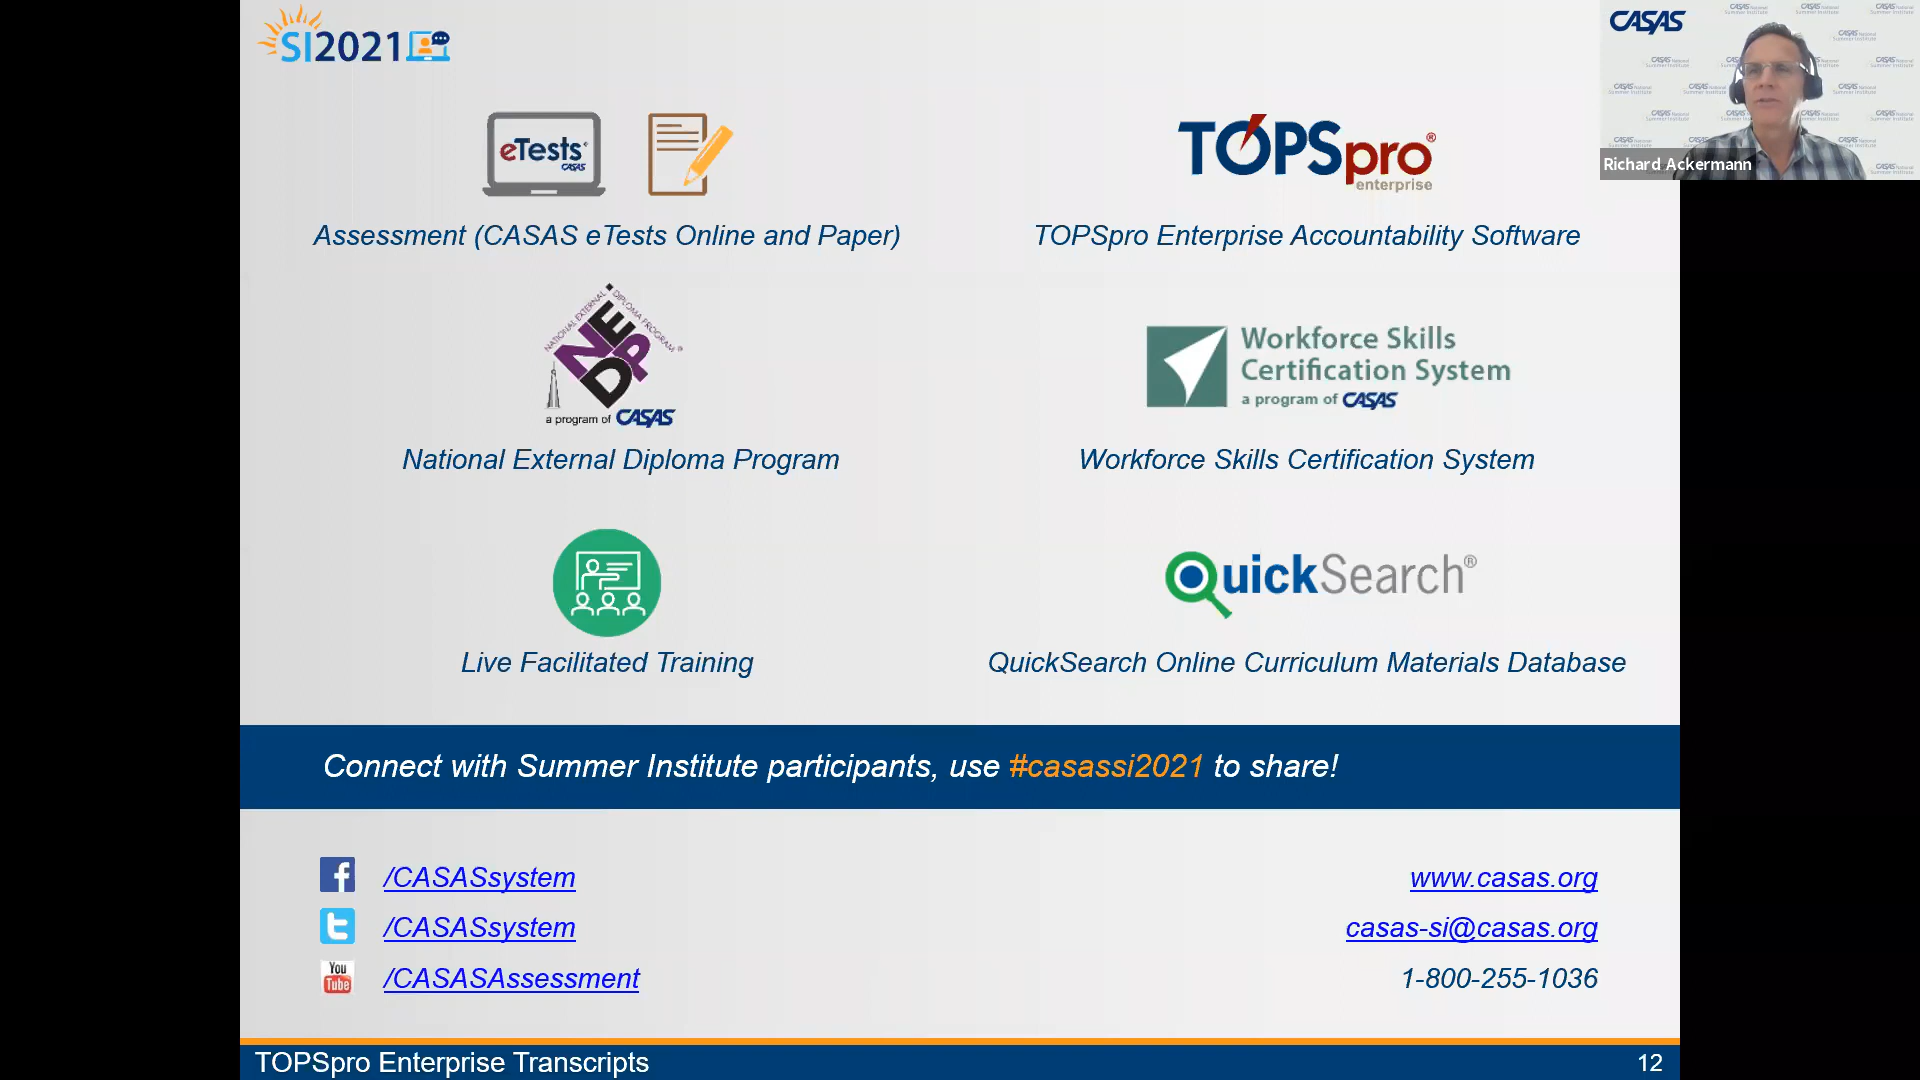 SI2021
CASAS
Richard Ackermann
eTests
CASAS
TOPSpro®
enterprise
Assessment (CASAS eTests Online and Paper)
TOPSpro Enterprise Accountability Software
NATIONAL EXTERNAL DIPLOMA PROGRAM®
NEDP
a program of CASAS
Workforce Skills
Certification System
a program of CASAS
National External Diploma Program
Workforce Skills Certification System
QuickSearch®
Live Facilitated Training
QuickSearch Online Curriculum Materials Database
Connect with Summer Institute participants, use #casassi2021 to share!
/CASASsystem
www.casas.org
/CASASsystem
casas-si@casas.org
You
Tube
/CASASAssessment
1-800-255-1036
TOPSpro Enterprise Transcripts
12